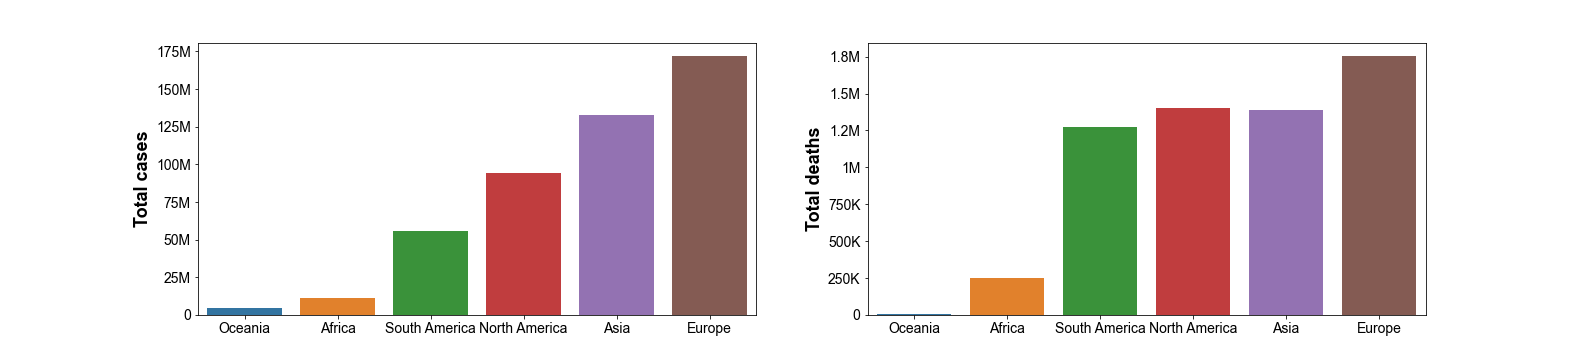 Total cases
175M
150M
125M
100M
75M
50M
25M
0
Oceania Africa South America North America Asia Europe
Total deaths
1.8M
1.5M
1.2M
1M
750K
500K
250K
0
Oceania Africa South America North America Asia Europe